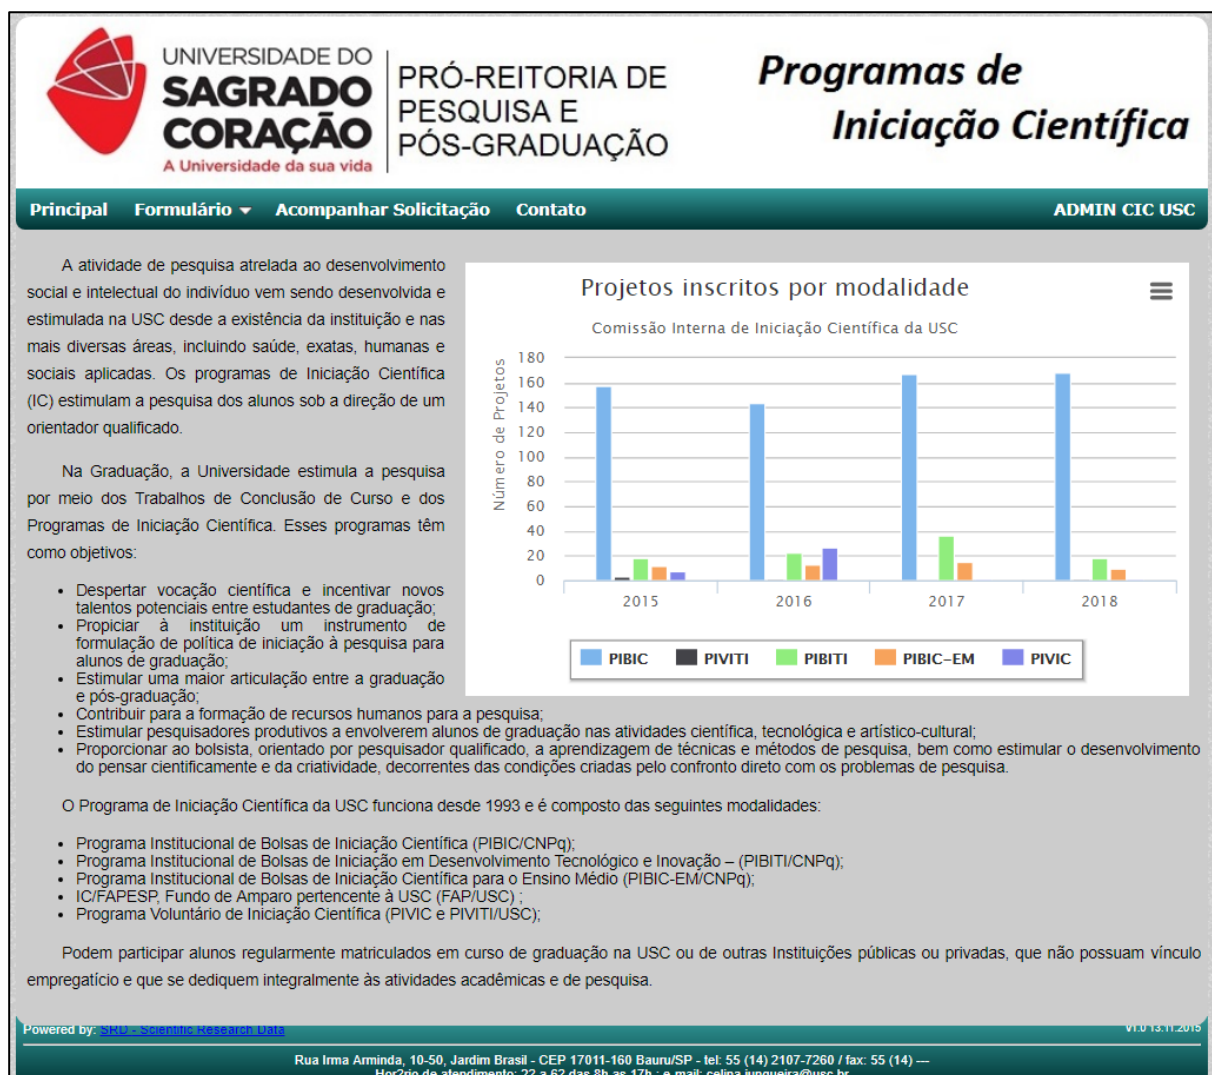 UNIVERSIDADE DO
SAGRADO
CORAÇÃO
A Universidade da sua vida
PRÓ-REITORIA DE
PESQUISA E
PÓS-GRADUAÇÃO
Programas de
Iniciação Científica
Principal Formulário Acompanhar Solicitação Contato ADMIN CIC USC
A atividade de pesquisa atrelada ao desenvolvimento
social e intelectual do indivíduo vem sendo desenvolvida e
estimulada na USC desde a existência da instituição e nas
mais diversas áreas, incluindo saúde, exatas, humanas e
sociais aplicadas. Os programas de Iniciação Científica
(IC) estimulam a pesquisa dos alunos sob a direção de um
orientador qualificado.
Na Graduação, a Universidade estimula a pesquisa
por meio dos Trabalhos de Conclusão de Curso e dos
Programas de Iniciação Científica. Esses programas têm
como objetivos:
• Despertar vocação científica e incentivar novos
talentos potenciais entre estudantes de graduação;
• Propiciar à instituição um instrumento de
formulação de política de iniciação à pesquisa para
alunos de graduação;
• Estimular uma maior articulação entre a graduação
e pós-graduação;
Projetos inscritos por modalidade
Comissão Interna de Iniciação Científica da USC
Número de Projetos
180
160
140
120
100
80
60
40
20
0
2015 2016 2017 2018
PIBIC PIVITI PIBITI PIBIC-EM PIVIC
• Contribuir para a formação de recursos humanos para a pesquisa;
• Estimular pesquisadores produtivos a envolverem alunos de graduação nas atividades científica, tecnológica e artístico-cultural;
• Proporcionar ao bolsista, orientado por pesquisador qualificado, a aprendizagem de técnicas e métodos de pesquisa, bem como estimular o desenvolvimento
do pensar cientificamente e da criatividade, decorrentes das condições criadas pelo confronto direto com os problemas de pesquisa.
O Programa de Iniciação Científica da USC funciona desde 1993 e é composto das seguintes modalidades:
• Programa Institucional de Bolsas de Iniciação Científica (PIBIC/CNPq);
• Programa Institucional de Bolsas de Iniciação em Desenvolvimento Tecnológico e Inovação – (PIBITI/CNPq);
• Programa Institucional de Bolsas de Iniciação Científica para o Ensino Médio (PIBIC-EM/CNPq);
• IC/FAPESP, Fundo de Amparo pertencente à USC (FAP/USC) ;
• Programa Voluntário de Iniciação Científica (PIVIC e PIVITI/USC);
Podem participar alunos regularmente matriculados em curso de graduação na USC ou de outras Instituições públicas ou privadas, que não possuam vínculo
empregatício e que se dediquem integralmente às atividades acadêmicas e de pesquisa.
Powered by: SRD - Scientific Research Data V1.0 13.11.2015
Rua Irma Arminda, 10-50, Jardim Brasil - CEP 17011-160 Bauru/SP - tel: 55 (14) 2107-7260 / fax: 55 (14) ---
Hor?rio de atendimento: 2? a 6? das 8h as 17h ; e-mail: celina.junqueira@usc.br